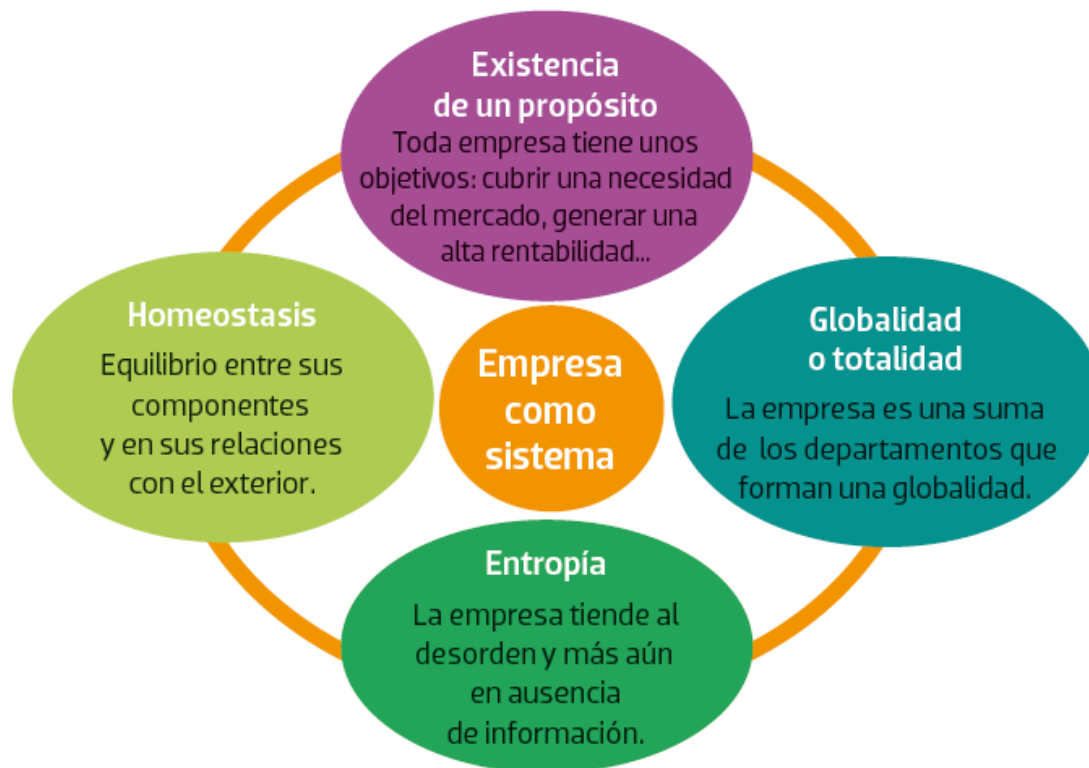 Existencia
de un propósito
Toda empresa tiene unos
objetivos: cubrir una necesidad
del mercado, generar una
alta rentabilidad...
Homeostasis
Equilibrio entre sus
componentes
y en sus relaciones
con el exterior.
Empresa
como
sistema
Globalidad
o totalidad
La empresa es una suma
de los departamentos que
forman una globalidad.
Entropía
La empresa tiende al
desorden y más aún
en ausencia
de información.